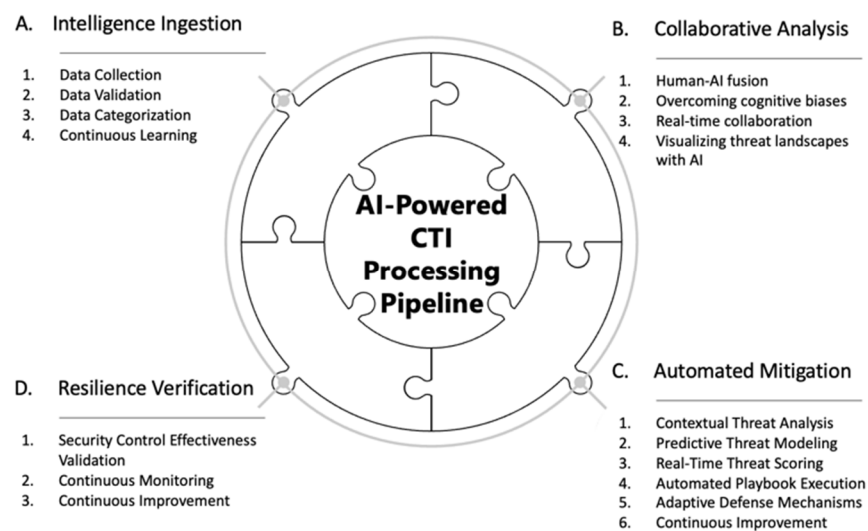 A. Intelligence Ingestion
1. Data Collection
2. Data Validation
3. Data Categorization
4. Continuous Learning
B. Collaborative Analysis
1. Human-AI fusion
2. Overcoming cognitive biases
3. Real-time collaboration
4. Visualizing threat landscapes
with AI
AI-Powered
CTI
Processing
Pipeline
C. Automated Mitigation
1. Contextual Threat Analysis
2. Predictive Threat Modeling
3. Real-Time Threat Scoring
4. Automated Playbook Execution
5. Adaptive Defense Mechanisms
6. Continuous Improvement
D. Resilience Verification
1. Security Control Effectiveness
Validation
2. Continuous Monitoring
3. Continuous Improvement